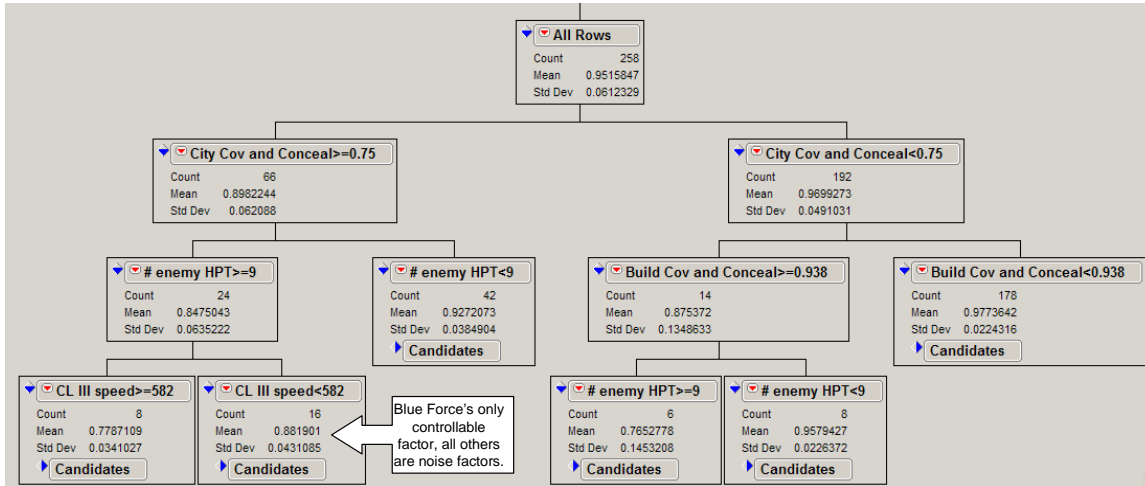 All Rows
Count 258
Mean 0.9515847
Std Dev 0.0612329
City Cov and Conceal>=0.75
Count 66
Mean 0.8982244
Std Dev 0.062088
City Cov and Conceal<0.75
Count 192
Mean 0.9699273
Std Dev 0.0491031
# enemy HPT>=9
Count 24
Mean 0.8475043
Std Dev 0.0635222
# enemy HPT<9
Count 42
Mean 0.9272073
Std Dev 0.0384904
Candidates
Build Cov and Conceal>=0.938
Count 14
Mean 0.875372
Std Dev 0.1348633
Build Cov and Conceal<0.938
Count 178
Mean 0.9773642
Std Dev 0.0224316
Candidates
CL III speed>=582
Count 8
Mean 0.7787109
Std Dev 0.0341027
Candidates
CL III speed<582
Count 16
Mean 0.881901
Std Dev 0.0431085
Candidates
Blue Force's only
controllable
factor, all others
are noise factors.
# enemy HPT>=9
Count 6
Mean 0.7652778
Std Dev 0.1453208
Candidates
# enemy HPT<9
Count 8
Mean 0.9579427
Std Dev 0.0226372
Candidates